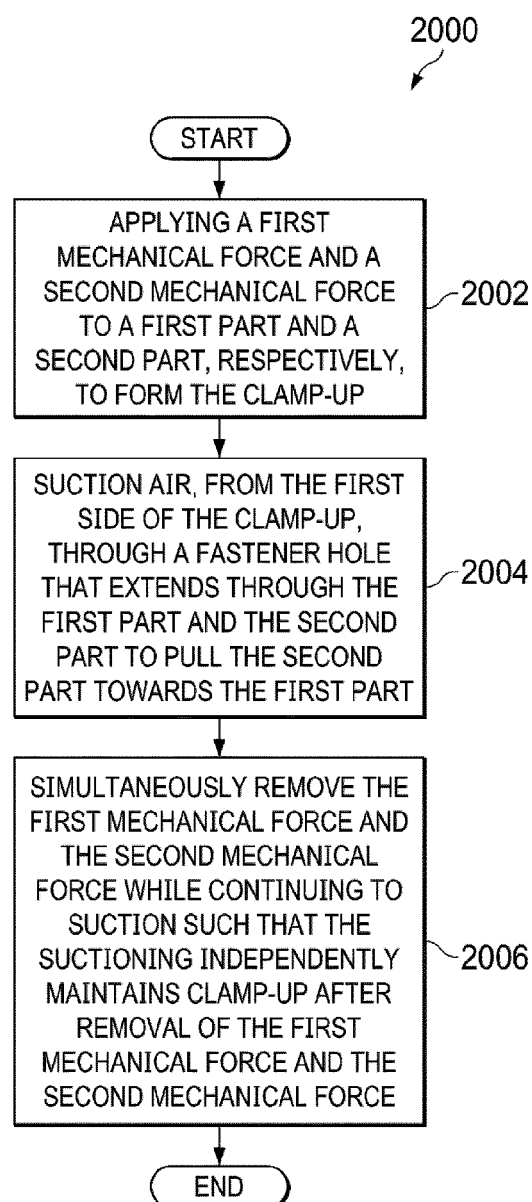 2000
START
APPLYING A FIRST
MECHANICAL FORCE AND A
SECOND MECHANICAL FORCE
TO A FIRST PART AND A
SECOND PART, RESPECTIVELY,
TO FORM THE CLAMP-UP
2002
SUCTION AIR, FROM THE FIRST
SIDE OF THE CLAMP-UP,
THROUGH A FASTENER HOLE
THAT EXTENDS THROUGH THE
FIRST PART AND THE SECOND
PART TO PULL THE SECOND
PART TOWARDS THE FIRST PART
2004
SIMULTANEOUSLY REMOVE THE
FIRST MECHANICAL FORCE AND
THE SECOND MECHANICAL
FORCE WHILE CONTINUING TO
SUCTION SUCH THAT THE
SUCTIONING INDEPENDENTLY
MAINTAINS CLAMP-UP AFTER
REMOVAL OF THE FIRST
MECHANICAL FORCE AND THE
SECOND MECHANICAL FORCE
2006
END